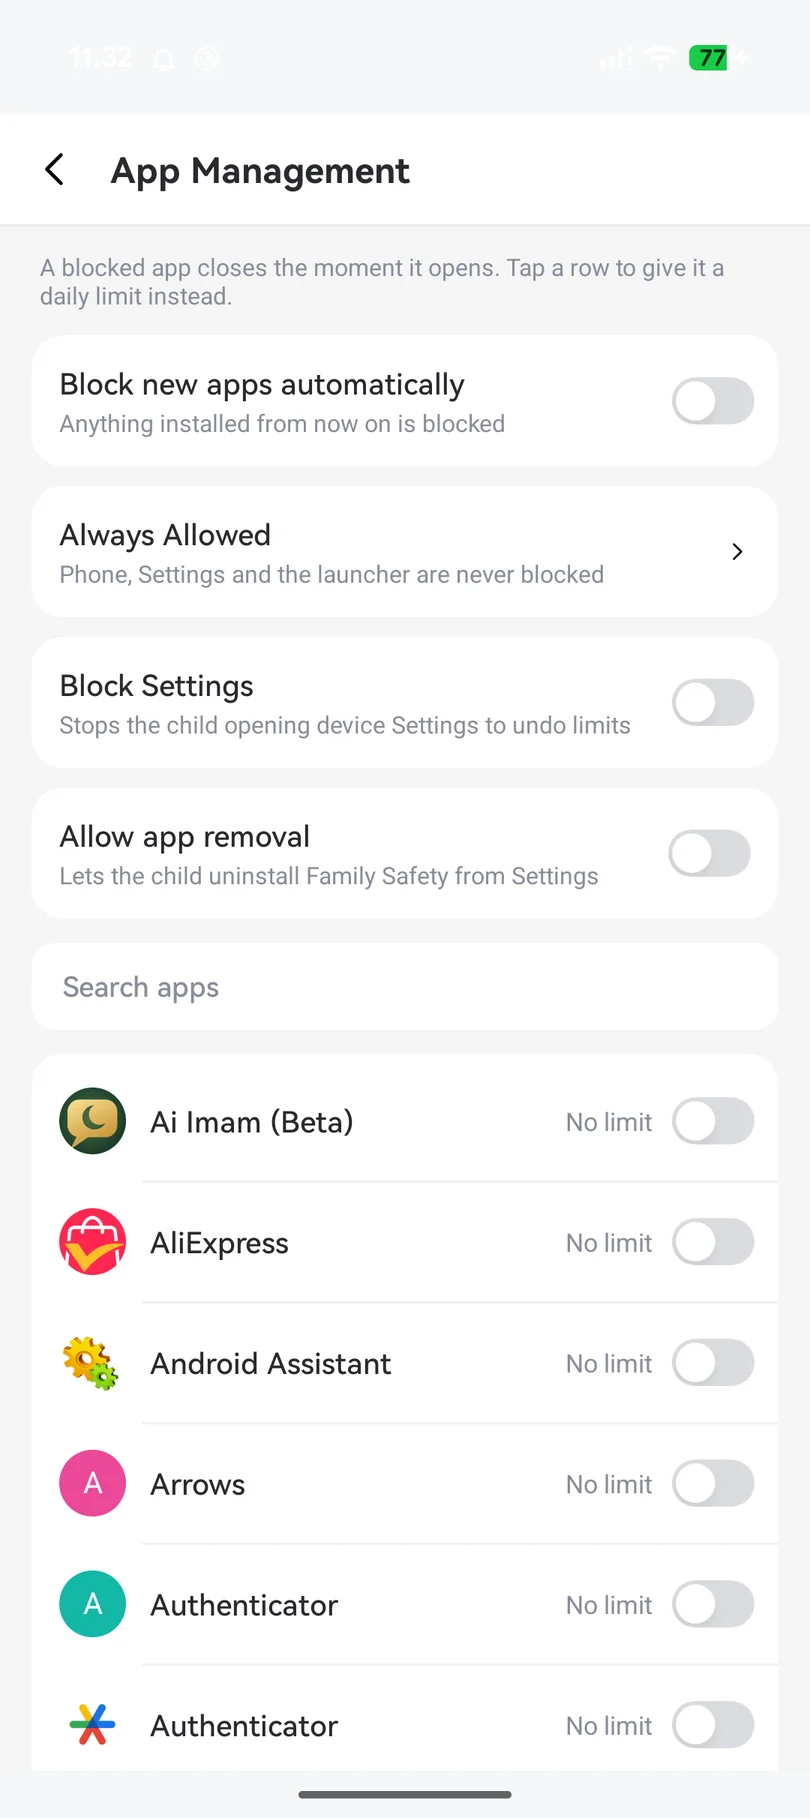 11.32
77
App Management
A blocked app closes the moment it opens. Tap a row to give it a
daily limit instead.
Block new apps automatically
Anything installed from now on is blocked
Always Allowed
Phone, Settings and the launcher are never blocked
Block Settings
Stops the child opening device Settings to undo limits
Allow app removal
Lets the child uninstall Family Safety from Settings
Search apps
Ai Imam (Beta) No limit
AliExpress No limit
Android Assistant No limit
A Arrows No limit
A Authenticator No limit
Authenticator No limit